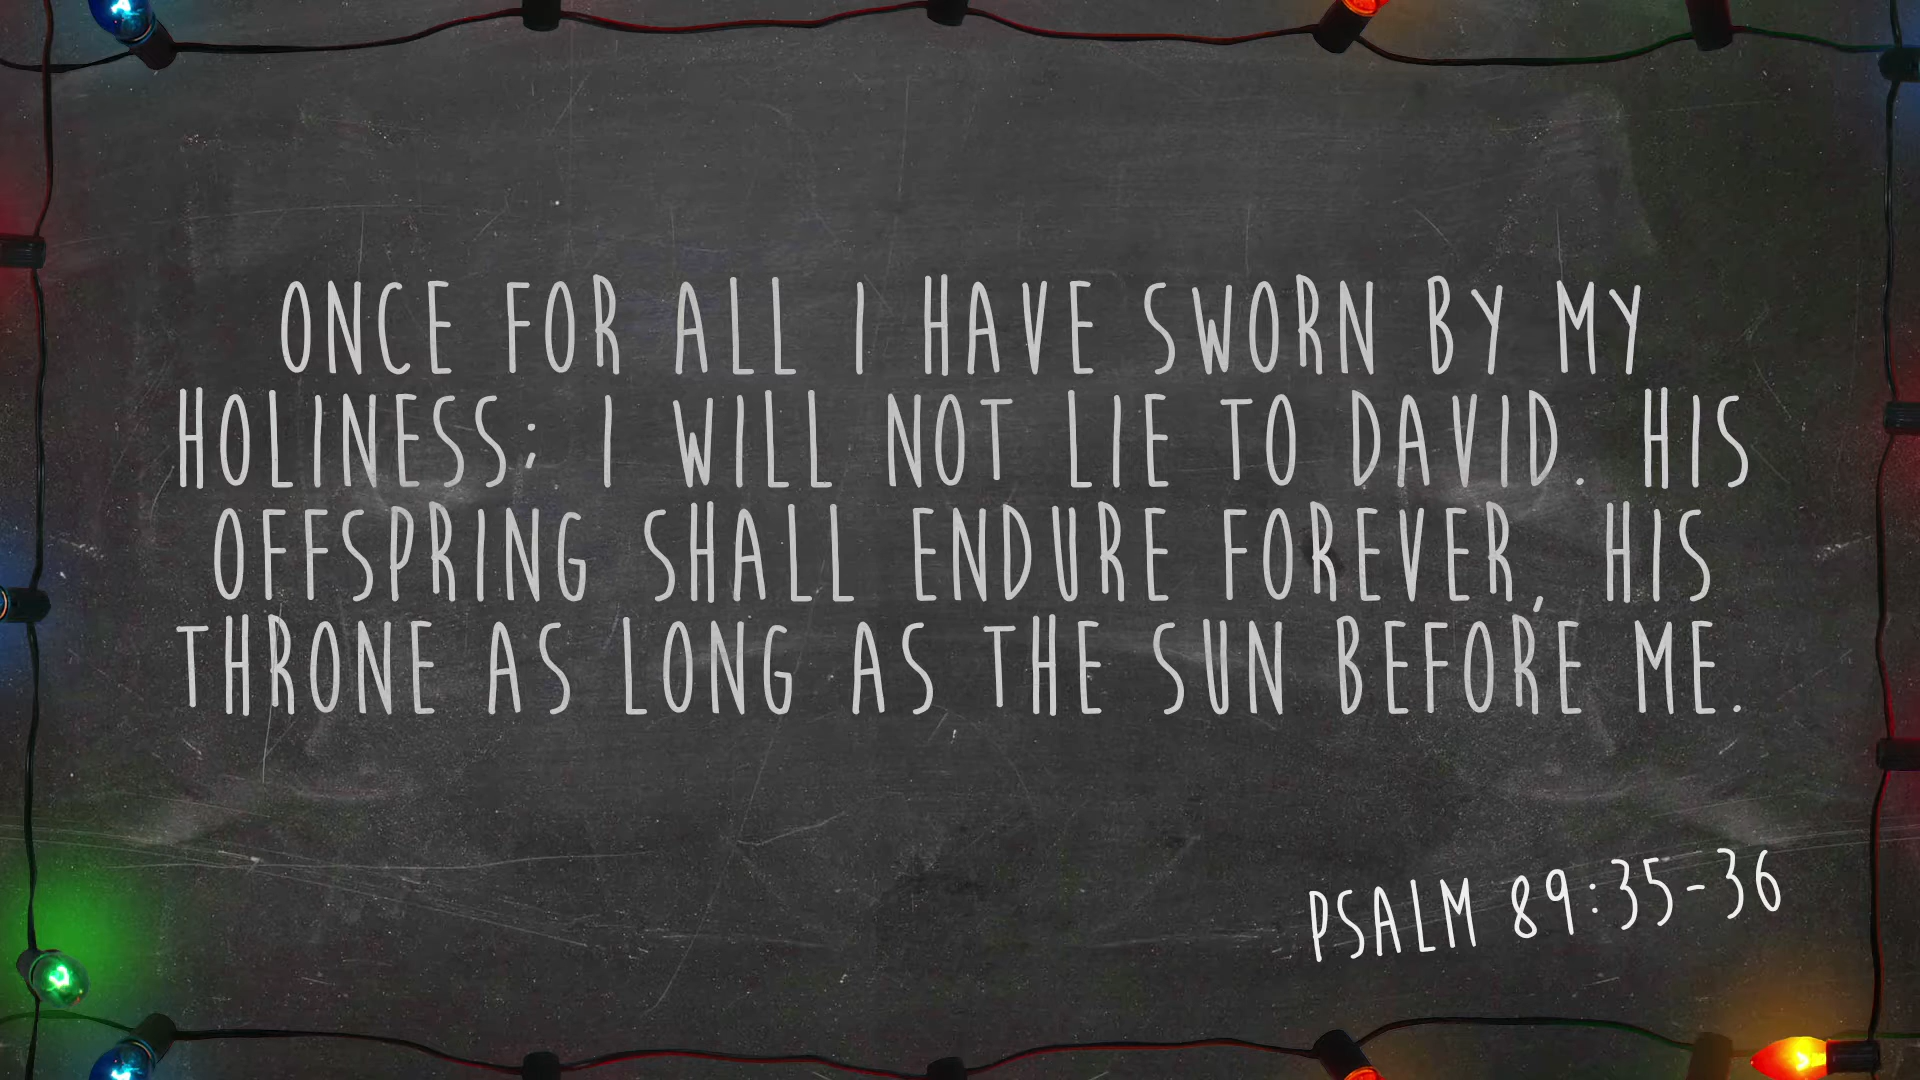 ONCE FOR ALL I HAVE SWORN BY MY
HOLINESS; I WILL NOT LIE TO DAVID. HIS
OFFSPRING SHALL ENDURE FOREVER, HIS
THRONE AS LONG AS THE SUN BEFORE ME.
PSALM 89:35-36